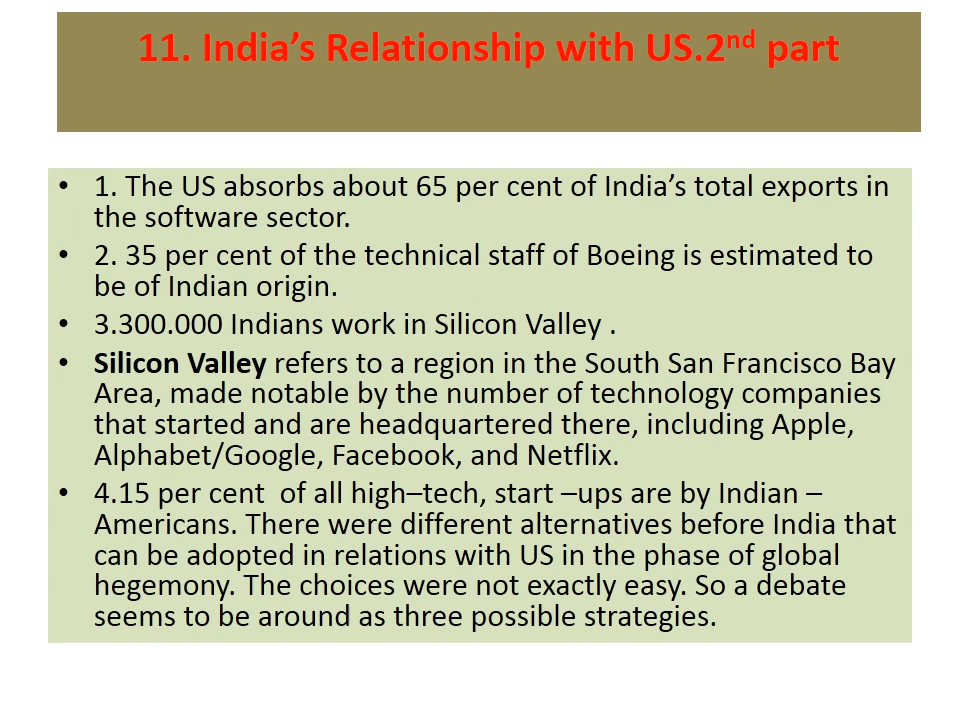 11. India’s Relationship with US.2nd part
• 1. The US absorbs about 65 per cent of India’s total exports in
the software sector.
• 2. 35 per cent of the technical staff of Boeing is estimated to
be of Indian origin.
• 3.300.000 Indians work in Silicon Valley .
• Silicon Valley refers to a region in the South San Francisco Bay
Area, made notable by the number of technology companies
that started and are headquartered there, including Apple,
Alphabet/Google, Facebook, and Netflix.
• 4.15 per cent  of all high–tech, start –ups are by Indian –
Americans. There were different alternatives before India that
can be adopted in relations with US in the phase of global
hegemony. The choices were not exactly easy. So a debate
seems to be around as three possible strategies.